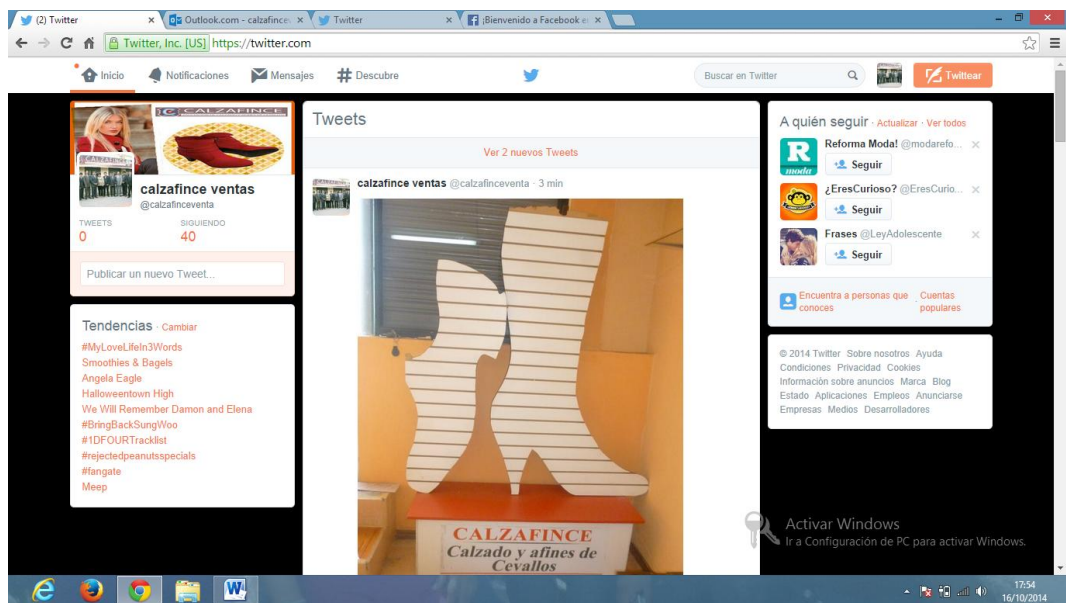 (2) Twitter
Outlook.com - calzafince
Twitter
¡Bienvenido a Facebook e
Twitter, Inc. [US] https://twitter.com
Inicio
Notificaciones
Mensajes
# Descubre
Buscar en Twitter
Twittear
CALZAFINCE
calzafince ventas
@calzafinceventa
TWEETS SIGUIENDO
0 40
Publicar un nuevo Tweet...
Tendencias · Cambiar
#MyLoveLifeIn3Words
Smoothies & Bagels
Angela Eagle
Halloweentown High
We Will Remember Damon and Elena
#BringBackSungWoo
#1DFOURTracklist
#rejectedpeanutsspecials
#fangate
Meep
Tweets
Ver 2 nuevos Tweets
calzafince ventas @calzafinceventa · 3 min
CALZAFINCE
Calzado y afines de
Cevallos
A quién seguir · Actualizar · Ver todos
Reforma Moda! @modarefo...
R
moda
Seguir
¿EresCurioso? @EresCurio...
Seguir
Frases @LeyAdolescente
Seguir
Encuentra a personas que
conoces
· Cuentas
populares
© 2014 Twitter Sobre nosotros Ayuda
Condiciones Privacidad Cookies
Información sobre anuncios Marca Blog
Estado Aplicaciones Empleos Anunciarse
Empresas Medios Desarrolladores
Activar Windows
Ir a Configuración de PC para activar Windows.
17:54
16/10/2014